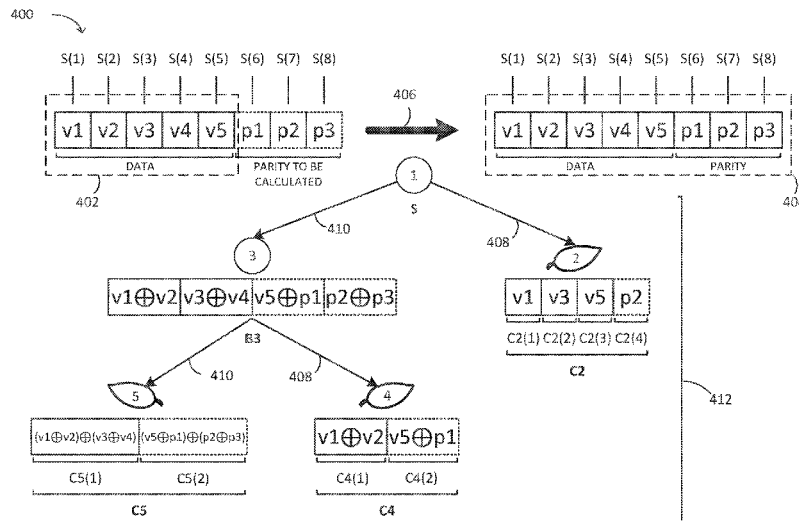 400
S(1) S(2) S(3) S(4) S(5) S(6) S(7) S(8)
S(1) S(2) S(3) S(4) S(5) S(6) S(7) S(8)
406
v1 v2 v3 v4 v5 p1 p2 p3
v1 v2 v3 v4 v5 p1 p2 p3
DATA
PARITY TO BE
CALCULATED
DATA
PARITY
402
1
S
40
410
408
3
2
v1⊕v2 v3⊕v4 v5⊕p1 p2⊕p3
v1 v3 v5 p2
B3
C2(1) C2(2) C2(3) C2(4)
C2
410
408
5
4
412
(v1⊕v2)⊕(v3⊕v4) (v5⊕p1)⊕(p2⊕p3)
v1⊕v2 v5⊕p1
C5(1) C5(2)
C4(1) C4(2)
C5
C4